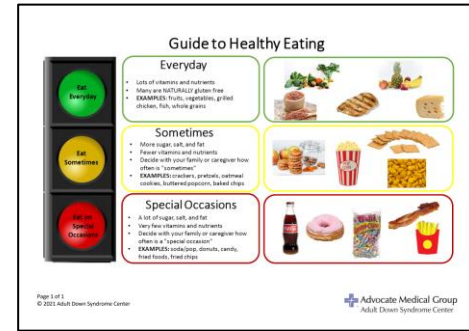 Guide to Healthy Eating
Eat
Everyday
Everyday
• Lots of vitamins and nutrients
• Many are NATURALLY gluten free
• EXAMPLES: fruits, vegetables, grilled
chicken, fish, whole grains
Eat
Sometimes
Sometimes
• More sugar, salt, and fat
• Fewer vitamins and nutrients
• Decide with your family or caregiver how
often is "sometimes"
• EXAMPLES: crackers, pretzels, oatmeal
cookies, buttered popcorn, baked chips
Eat on
Special
Occasions
Special Occasions
• A lot of sugar, salt, and fat
• Very few vitamins and nutrients
• Decide with your family or caregiver how
often is a "special occasion"
• EXAMPLES: soda/pop, donuts, candy,
fried foods, fried chips
Page 1 of 1
© 2021 Adult Down Syndrome Center
Advocate Medical Group
Adult Down Syndrome Center